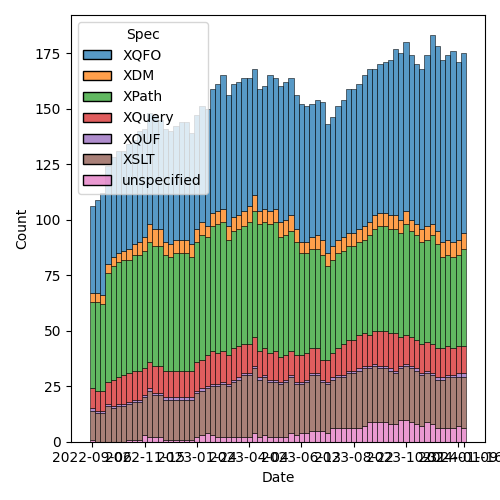 Spec
XQFO
XDM
XPath
XQuery
XQUF
XSLT
unspecified
175
150
125
100
75
50
25
0
Count
Date